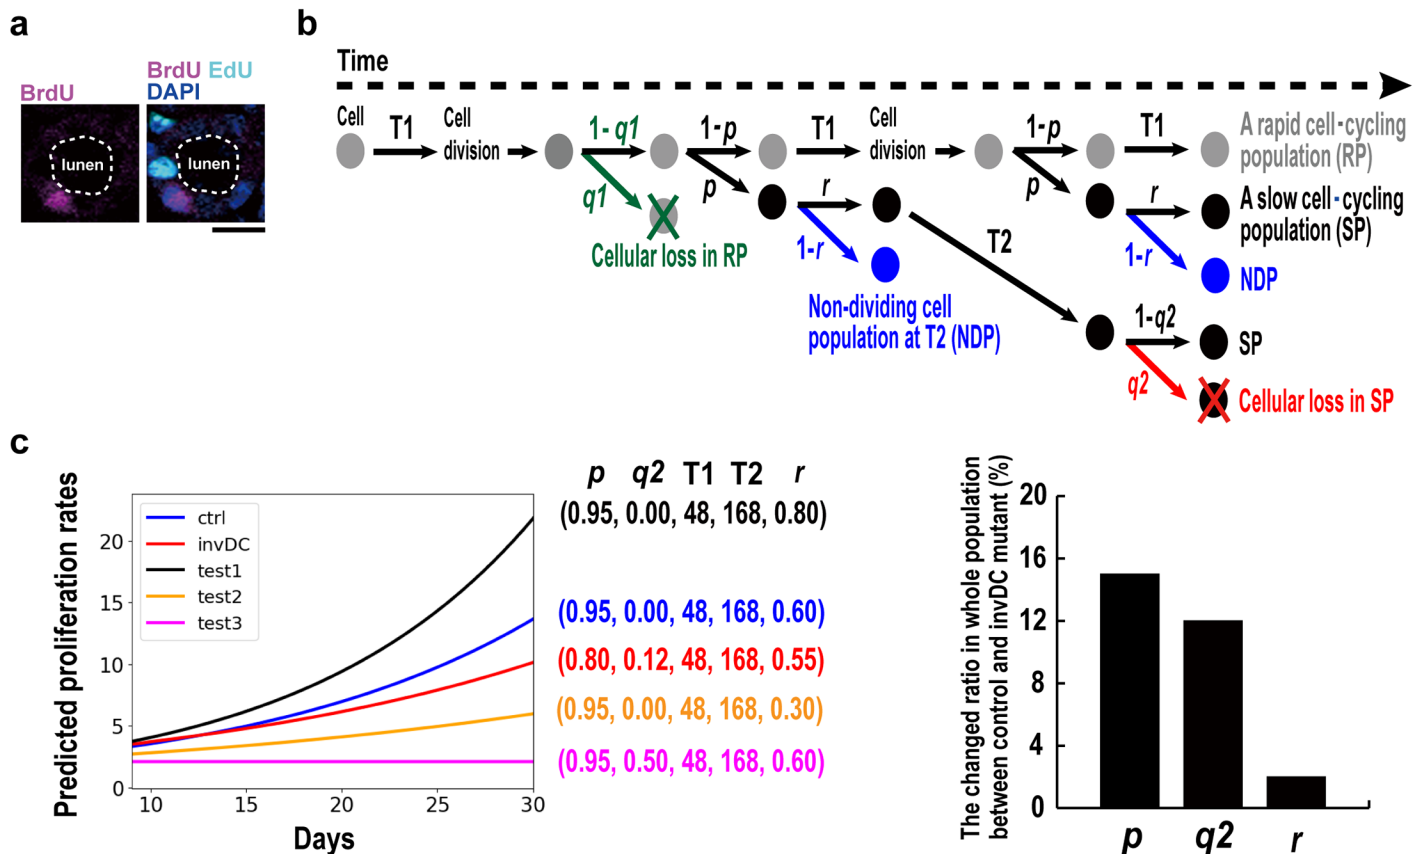 a
BrdU
BrdU EdU
DAPI
lunen
lunen
b
Time
Cell
T1
Cell
division
1-q1
q1
Cellular loss in RP
1-p
p
T1
r
1-r
Non-dividing cell
population at T2 (NDP)
Cell
division
T2
1-p
p
T1
r
1-r
1-q2
q2
A rapid cell-cycling
population (RP)
A slow cell-cycling
population (SP)
NDP
SP
Cellular loss in SP
c
Predicted proliferation rates
20
15
10
5
0
ctrl
invDC
test1
test2
test3
10 15 20 25 30
Days
p q2 T1 T2 r
(0.95, 0.00, 48, 168, 0.80)
(0.95, 0.00, 48, 168, 0.60)
(0.80, 0.12, 48, 168, 0.55)
(0.95, 0.00, 48, 168, 0.30)
(0.95, 0.50, 48, 168, 0.60)
The changed ratio in whole population
between control and invDC mutant (%)
20
16
12
8
4
0
p q2 r